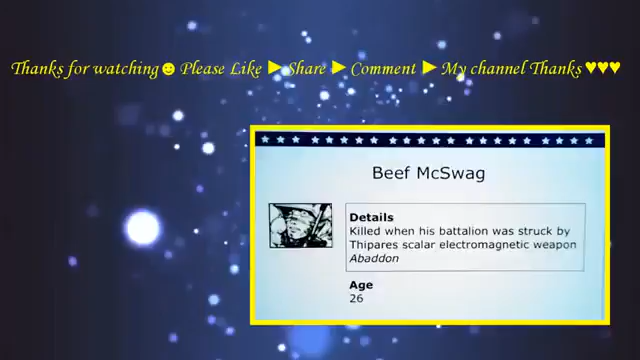 Thanks for watching☻Please Like ►Share ►Comment ►My channel Thanks ♥♥♥
Beef McSwag
Details
Killed when his battalion was struck by
Thipares scalar electromagnetic weapon
Abaddon
Age
26